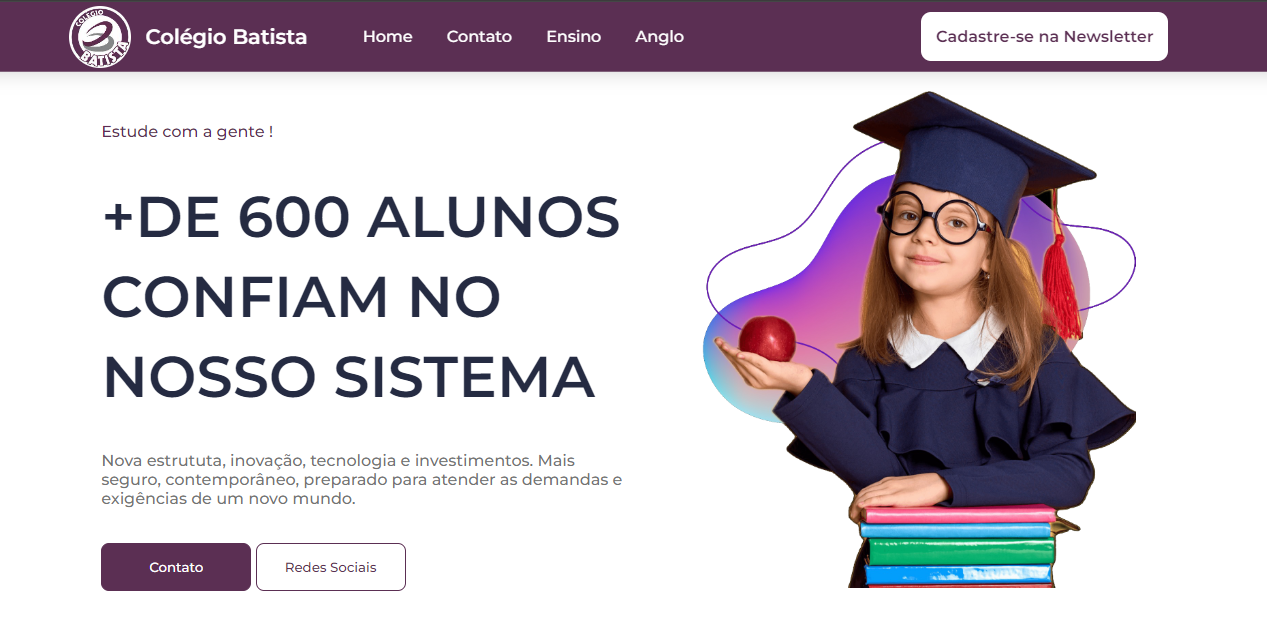 COLÉGIO
BATISTA
Colégio Batista
Home
Contato
Ensino
Anglo
Cadastre-se na Newsletter
Estude com a gente !
+DE 600 ALUNOS
CONFIAM NO
NOSSO SISTEMA
Nova estrututa, inovação, tecnologia e investimentos. Mais
seguro, contemporâneo, preparado para atender as demandas e
exigências de um novo mundo.
Contato
Redes Sociais